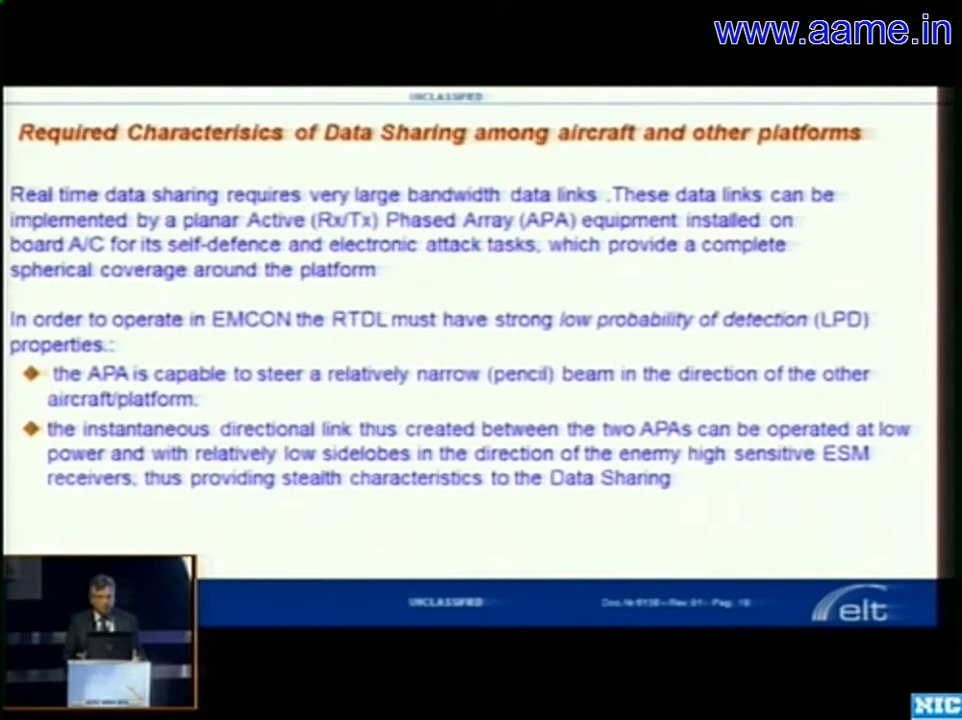 www.aame.in
UNCLASSIFIED
Required Characterisics of Data Sharing among aircraft and other platforms
Real time data sharing requires very large bandwidth data links .These data links can be
implemented by a planar Active (Rx/Tx) Phased Array (APA) equipment installed on
board A/C for its self-defence and electronic attack tasks, which provide a complete
spherical coverage around the platform
In order to operate in EMCON the RTDL must have strong low probability of detection (LPD)
properties.:
the APA is capable to steer a relatively narrow (pencil) beam in the direction of the other
aircraft/platform.
the instantaneous directional link thus created between the two APAs can be operated at low
power and with relatively low sidelobes in the direction of the enemy high sensitive ESM
receivers, thus providing stealth characteristics to the Data Sharing
UNCLASSIFIED
elt
NIC